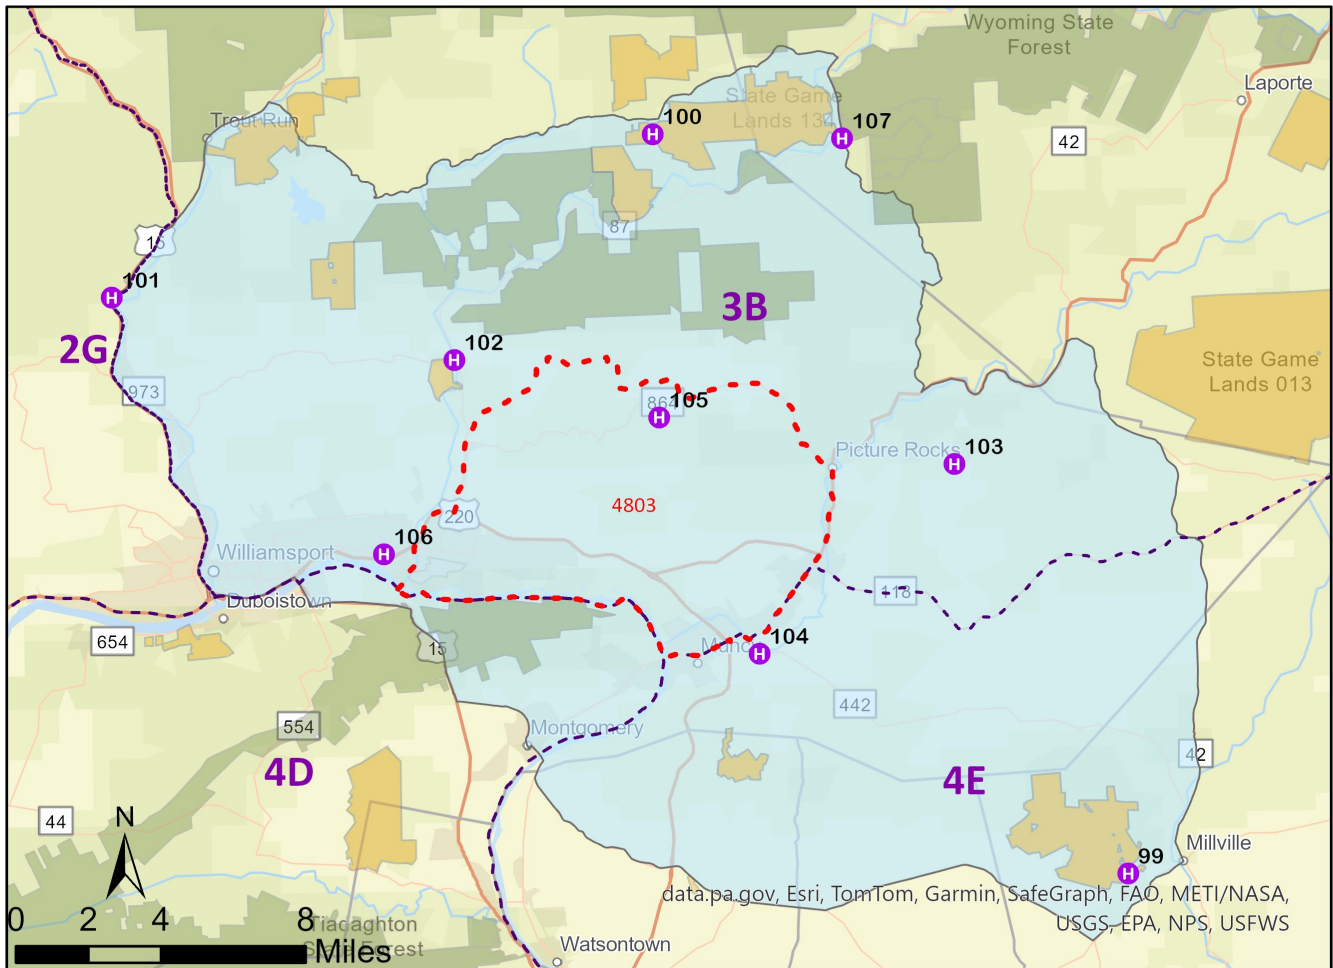 Wyoming State
Forest
Laporte
Trout Run
State Game
Lands 134
H 100
H 107
42
87
15
H 101
3B
2G
H 102
State Game
Lands 013
973
864
H 105
Picture Rocks
H 103
4803
220
H 106
Williamsport
Duboistown
118
654
15
H 104
Muncy
442
554
Montgomery
42
4D
4E
44
N
Millville
H 99
data.pa.gov, Esri, TomTom, Garmin, SafeGraph, FAO, METI/NASA,
USGS, EPA, NPS, USFWS
0 2 4 8
Miles
Tiadaghton
State Forest
Watsontown